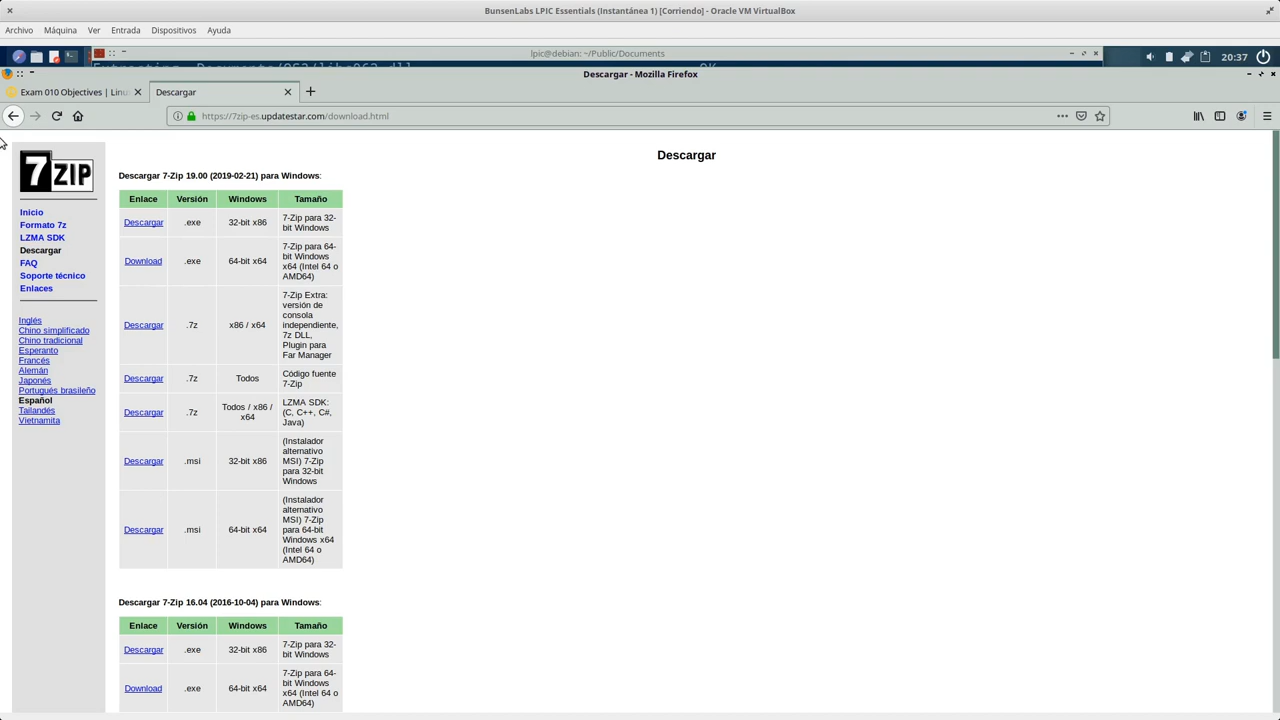 BunsenLabs LPIC Essentials (Instantánea 1) [Corriendo] - Oracle VM VirtualBox
Archivo Máquina Ver Entrada Dispositivos Ayuda
lpic@debian: ~/Public/Documents
20:37
Descargar - Mozilla Firefox
Exam 010 Objectives | Linu
Descargar
https://7zip-es.updatestar.com/download.html
7ZIP
Inicio
Formato 7z
LZMA SDK
Descargar
FAQ
Soporte técnico
Enlaces
Inglés
Chino simplificado
Chino tradicional
Esperanto
Francés
Alemán
Japonés
Portugués brasileño
Español
Tailandés
Vietnamita
Descargar
Descargar 7-Zip 19.00 (2019-02-21) para Windows:
Enlace Versión Windows Tamaño
Descargar .exe 32-bit x86 7-Zip para 32-
bit Windows
Download .exe 64-bit x64 7-Zip para 64-
bit Windows
x64 (Intel 64 o
AMD64)
Descargar .7z x86 / x64 7-Zip Extra:
versión de
consola
independiente,
7z DLL,
Plugin para
Far Manager
Descargar .7z Todos Código fuente
7-Zip
Descargar .7z Todos / x86 /
x64
LZMA SDK:
(C, C++, C#,
Java)
Descargar .msi 32-bit x86 (Instalador
alternativo
MSI) 7-Zip
para 32-bit
Windows
Descargar .msi 64-bit x64 (Instalador
alternativo
MSI) 7-Zip
para 64-bit
Windows x64
(Intel 64 o
AMD64)
Descargar 7-Zip 16.04 (2016-10-04) para Windows:
Enlace Versión Windows Tamaño
Descargar .exe 32-bit x86 7-Zip para 32-
bit Windows
Download .exe 64-bit x64 7-Zip para 64-
bit Windows
x64 (Intel 64 o
AMD64)